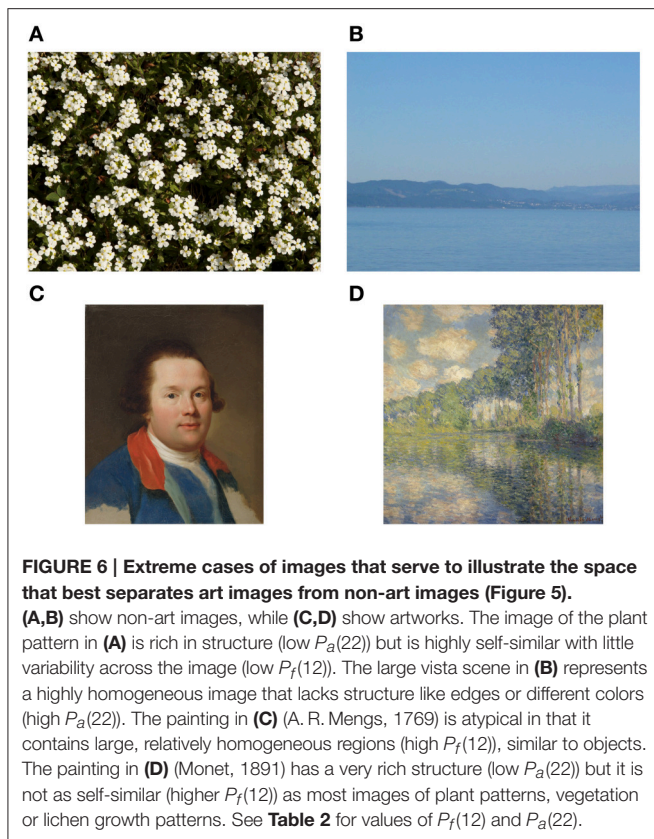 A
B
C
D
FIGURE 6 | Extreme cases of images that serve to illustrate the space
that best separates art images from non-art images (Figure 5).
(A,B) show non-art images, while (C,D) show artworks. The image of the plant
pattern in (A) is rich in structure (low Pa(22)) but is highly self-similar with little
variability across the image (low Pf(12)). The large vista scene in (B) represents
a highly homogeneous image that lacks structure like edges or different colors
(high Pa(22)). The painting in (C) (A. R. Mengs, 1769) is atypical in that it
contains large, relatively homogeneous regions (high Pf(12)), similar to objects.
The painting in (D) (Monet, 1891) has a very rich structure (low Pa(22)) but it is
not as self-similar (higher Pf(12)) as most images of plant patterns, vegetation
or lichen growth patterns. See Table 2 for values of Pf(12) and Pa(22).